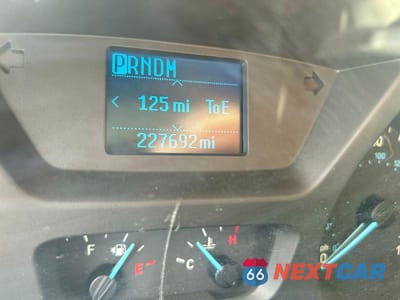 PRNDM
125 mi ToE
227692mi
F E
C H
66 NEXTCAR